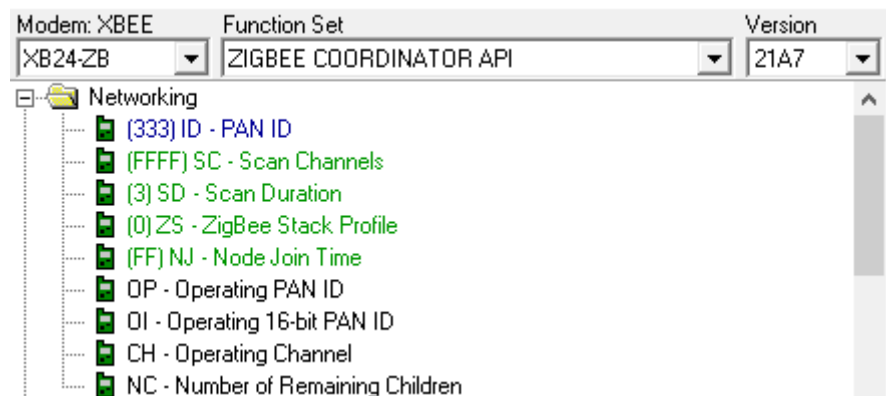 Modem: XBEE Function Set Version
XB24-ZB ZIGBEE COORDINATOR API 21A7
Networking
(333) ID - PAN ID
(FFFF) SC - Scan Channels
(3) SD - Scan Duration
(0) ZS - ZigBee Stack Profile
(FF) NJ - Node Join Time
OP - Operating PAN ID
OI - Operating 16-bit PAN ID
CH - Operating Channel
NC - Number of Remaining Children